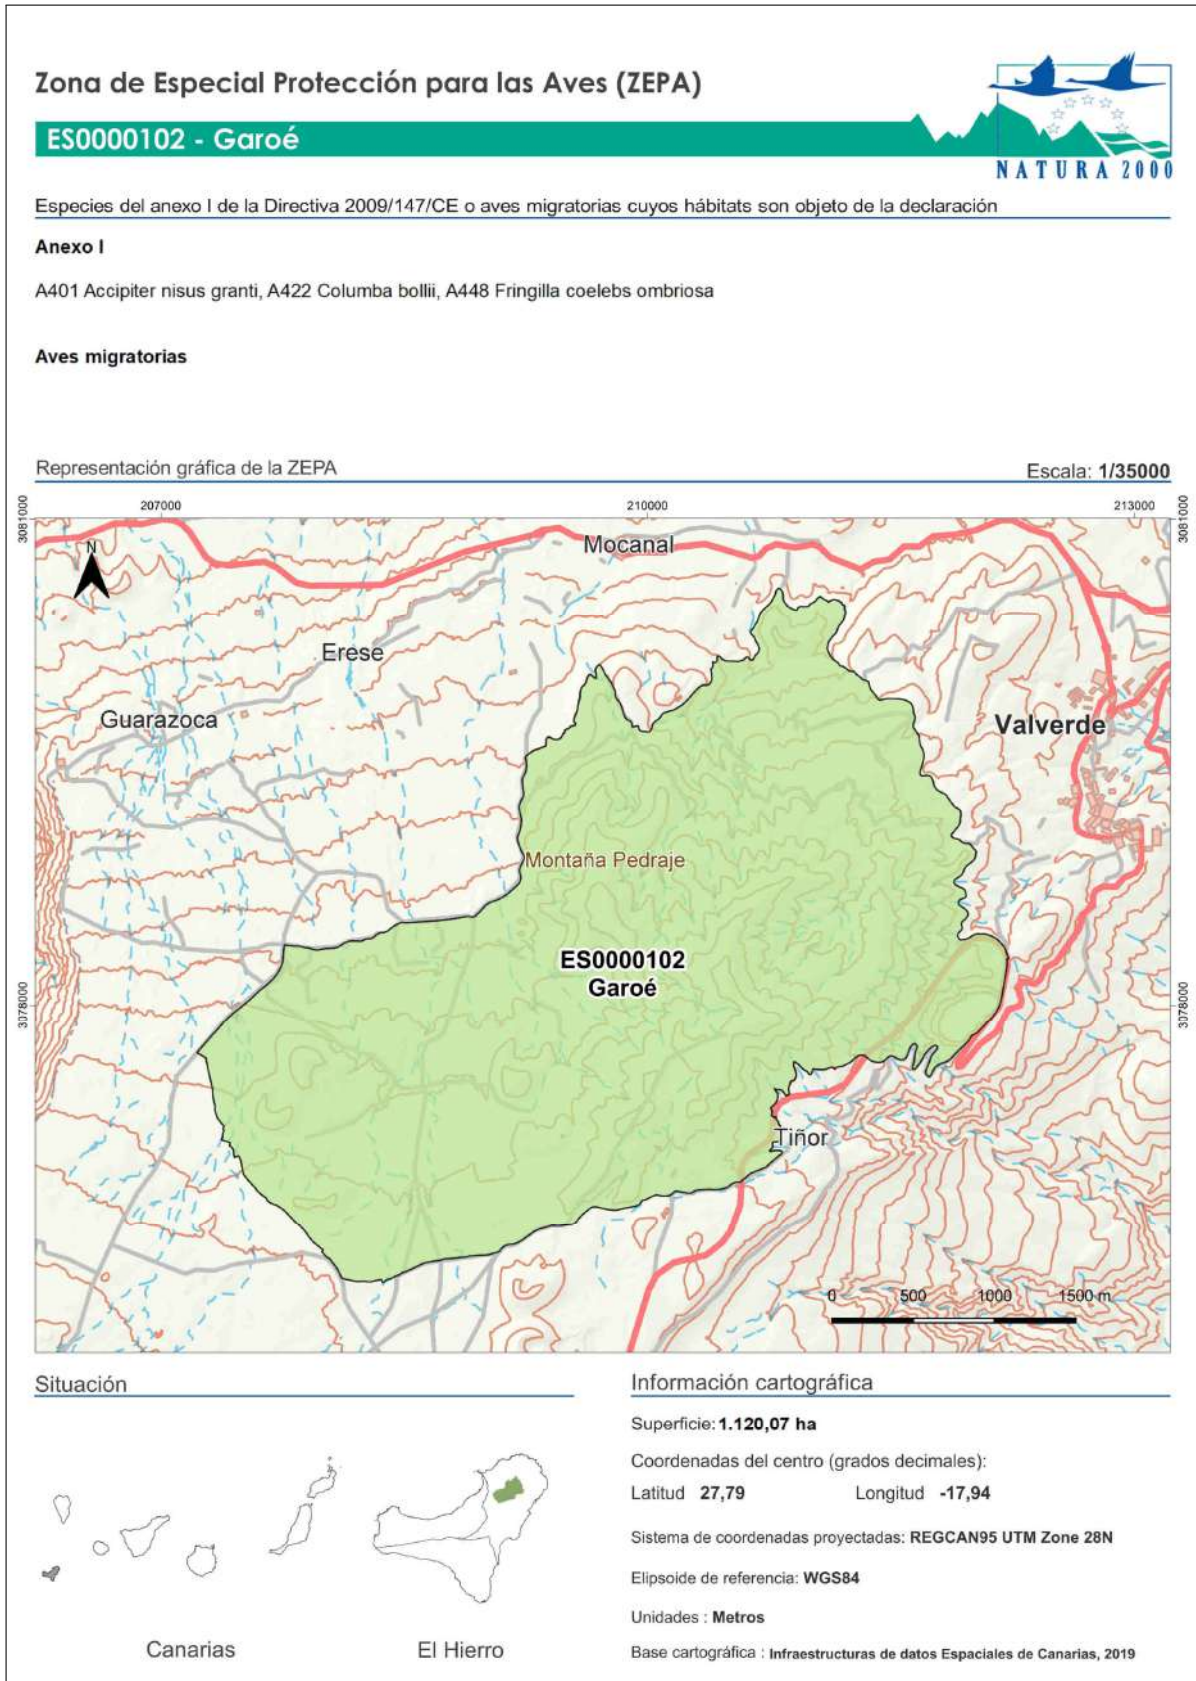 Zona de Especial Protección para las Aves (ZEPA)
ES0000102 - Garoé
NATURA 2000
Especies del anexo I de la Directiva 2009/147/CE o aves migratorias cuyos hábitats son objeto de la declaración
Anexo I
A401 Accipiter nisus granti, A422 Columba bollii, A448 Fringilla coelebs ombriosa
Aves migratorias
Representación gráfica de la ZEPA
Escala: 1/35000
207000 210000 213000
3081000 3081000
N
Mocanal
Erese
Guarazoca
Valverde
Montaña Pedraje
ES0000102
Garoé
3078000 3078000
Tiñor
0 500 1000 1500 m
Situación
Canarias
El Hierro
Información cartográfica
Superficie: 1.120,07 ha
Coordenadas del centro (grados decimales):
Latitud 27,79 Longitud -17,94
Sistema de coordenadas proyectadas: REGCAN95 UTM Zone 28N
Elipsoide de referencia: WGS84
Unidades : Metros
Base cartográfica : Infraestructuras de datos Espaciales de Canarias, 2019